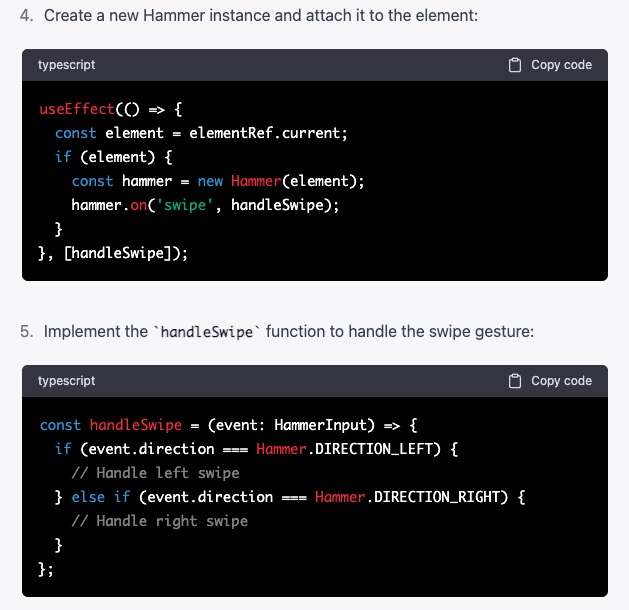 4. Create a new Hammer instance and attach it to the element:
typescript Copy code
useEffect(() => {
  const element = elementRef.current;
  if (element) {
    const hammer = new Hammer(element);
    hammer.on('swipe', handleSwipe);
  }
}, [handleSwipe]);
5. Implement the `handleSwipe` function to handle the swipe gesture:
typescript Copy code
const handleSwipe = (event: HammerInput) => {
  if (event.direction === Hammer.DIRECTION_LEFT) {
    // Handle left swipe
  } else if (event.direction === Hammer.DIRECTION_RIGHT) {
    // Handle right swipe
  }
};